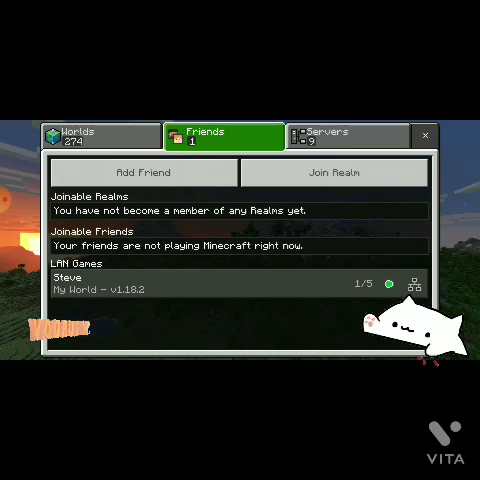 Worlds
274
Friends
1
Servers
9
Add Friend
Join Realm
Joinable Realms
You have not become a member of any Realms yet.
Joinable Friends
Your friends are not playing Minecraft right now.
LAN Games
Steve
My World - v1.18.2
1/5
VITA